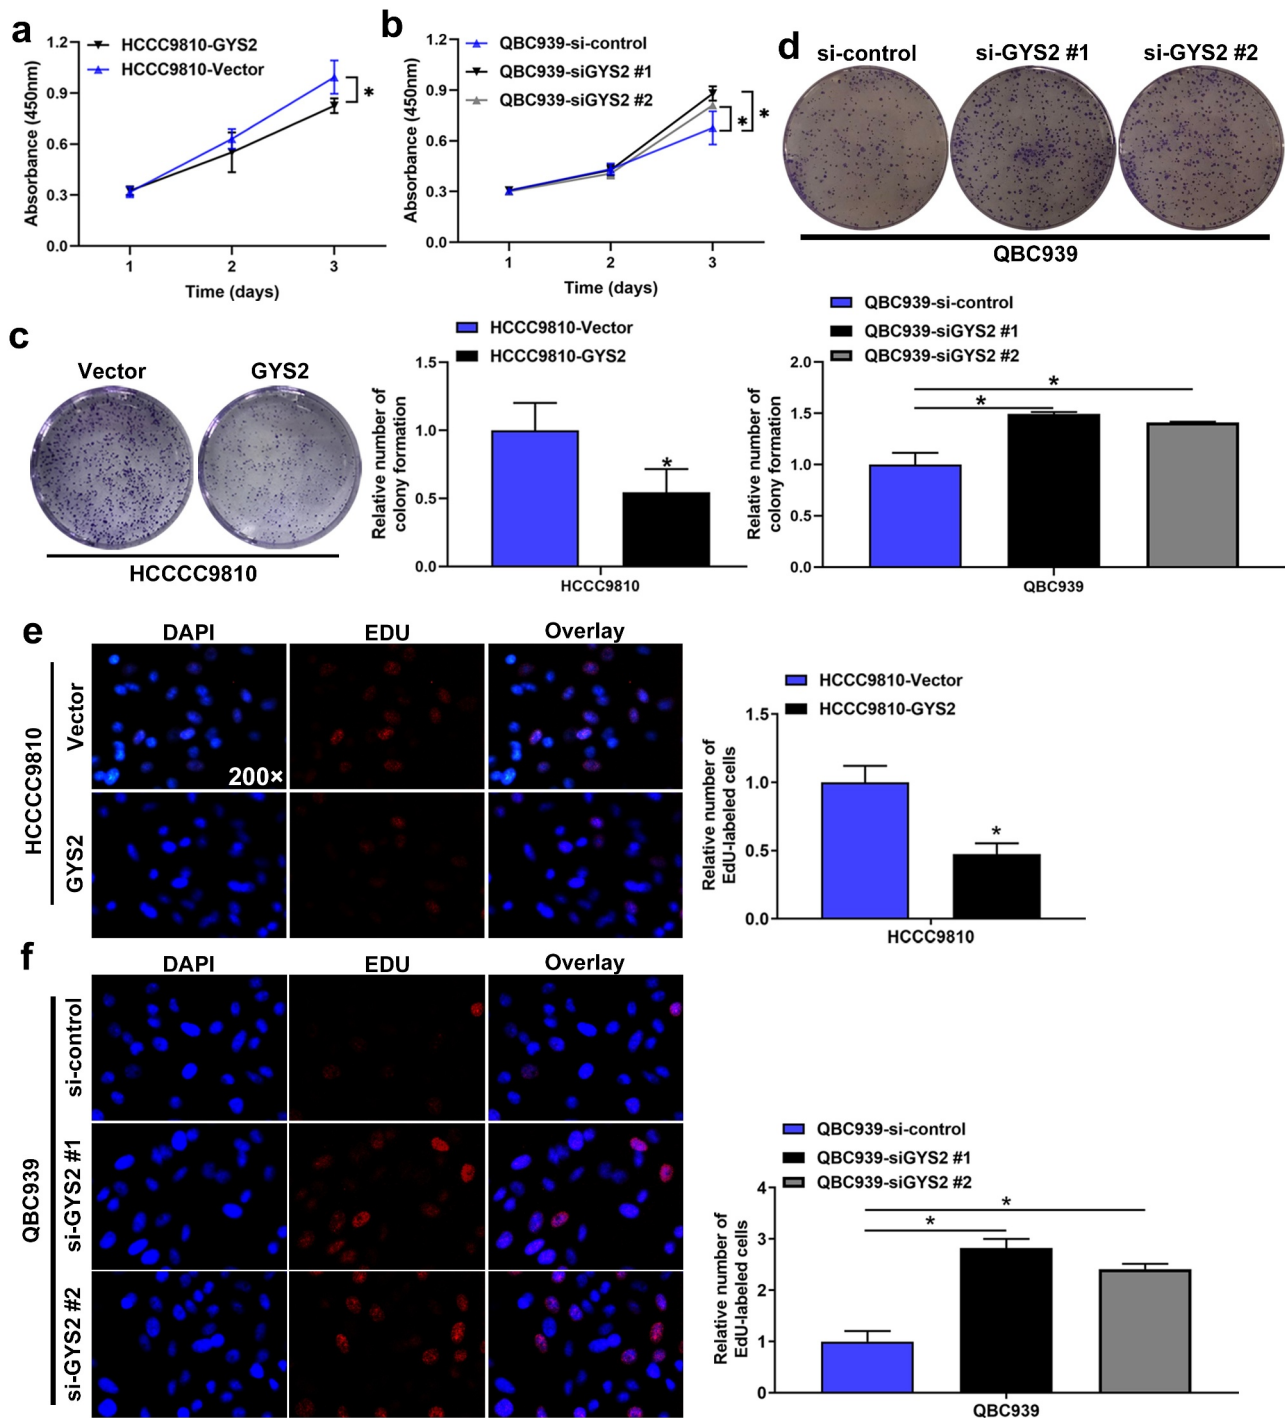 a
HCCC9810-GYS2
HCCC9810-Vector
Absorbance (450nm)
1.2
0.9
0.6
0.3
0.0
*
1 2 3
Time (days)
b
QBC939-si-control
QBC939-siGYS2 #1
QBC939-siGYS2 #2
Absorbance (450nm)
1.2
0.9
0.6
0.3
0.0
* *
1 2 3
Time (days)
d
si-control si-GYS2 #1 si-GYS2 #2
QBC939
c
Vector GYS2
HCCCC9810
HCCC9810-Vector
HCCC9810-GYS2
Relative number of
colony formation
1.5
1.0
0.5
0.0
*
HCCC9810
QBC939-si-control
QBC939-siGYS2 #1
QBC939-siGYS2 #2
Relative number of
colony formation
2.0
1.5
1.0
0.5
0.0
*
*
QBC939
e
DAPI EDU Overlay
HCCCC9810
Vector
200×
GYS2
HCCC9810-Vector
HCCC9810-GYS2
Relative number of
EdU-labeled cells
1.5
1.0
0.5
0.0
*
HCCC9810
f
DAPI EDU Overlay
QBC939
si-control
si-GYS2 #1
si-GYS2 #2
QBC939-si-control
QBC939-siGYS2 #1
QBC939-siGYS2 #2
Relative number of
EdU-labeled cells
4
3
2
1
0
*
*
QBC939